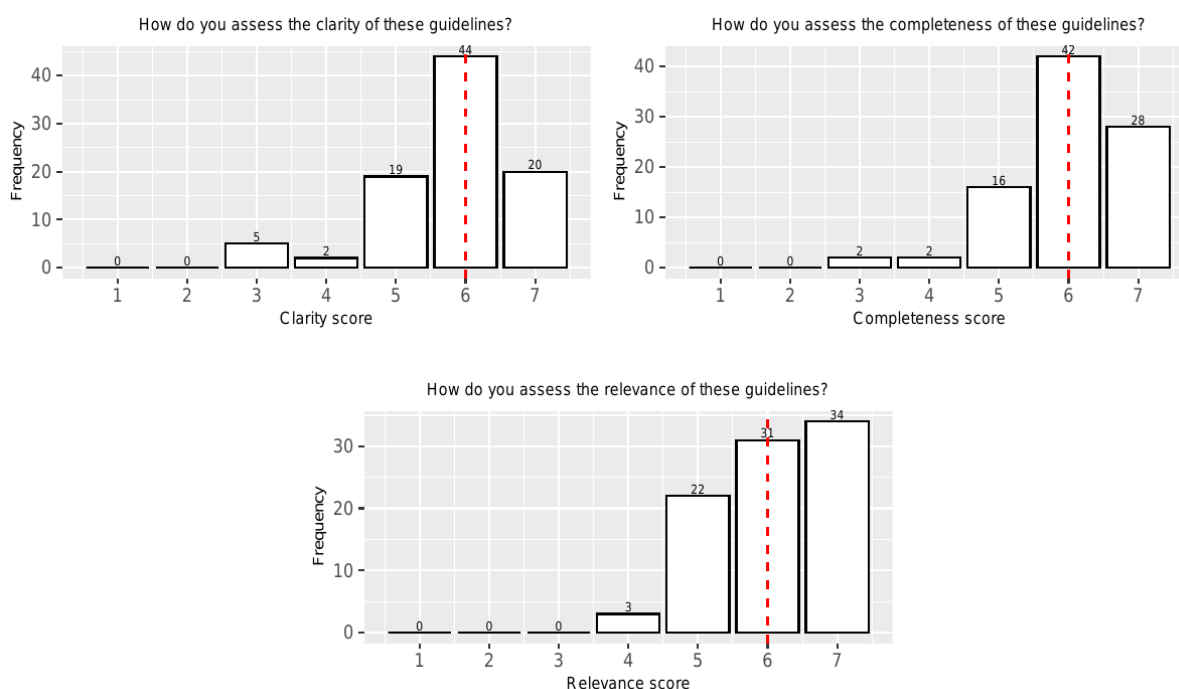 How do you assess the clarity of these guidelines?
44
40
30
Frequency
20
19
20
10
5
2
0
0
0
1 2 3 4 5 6 7
Clarity score
How do you assess the completeness of these guidelines?
42
40
30
28
Frequency
20
16
10
2
2
0
0
0
1 2 3 4 5 6 7
Completeness score
How do you assess the relevance of these guidelines?
34
31
30
22
Frequency
20
10
3
0
0
0
0
1 2 3 4 5 6 7
Relevance score